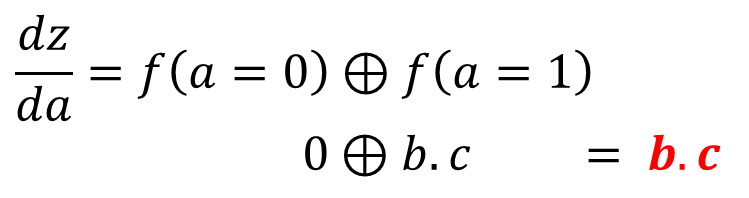 dz/da = f(a = 0) ⊕ f(a = 1)
0 ⊕ b.c = b.c